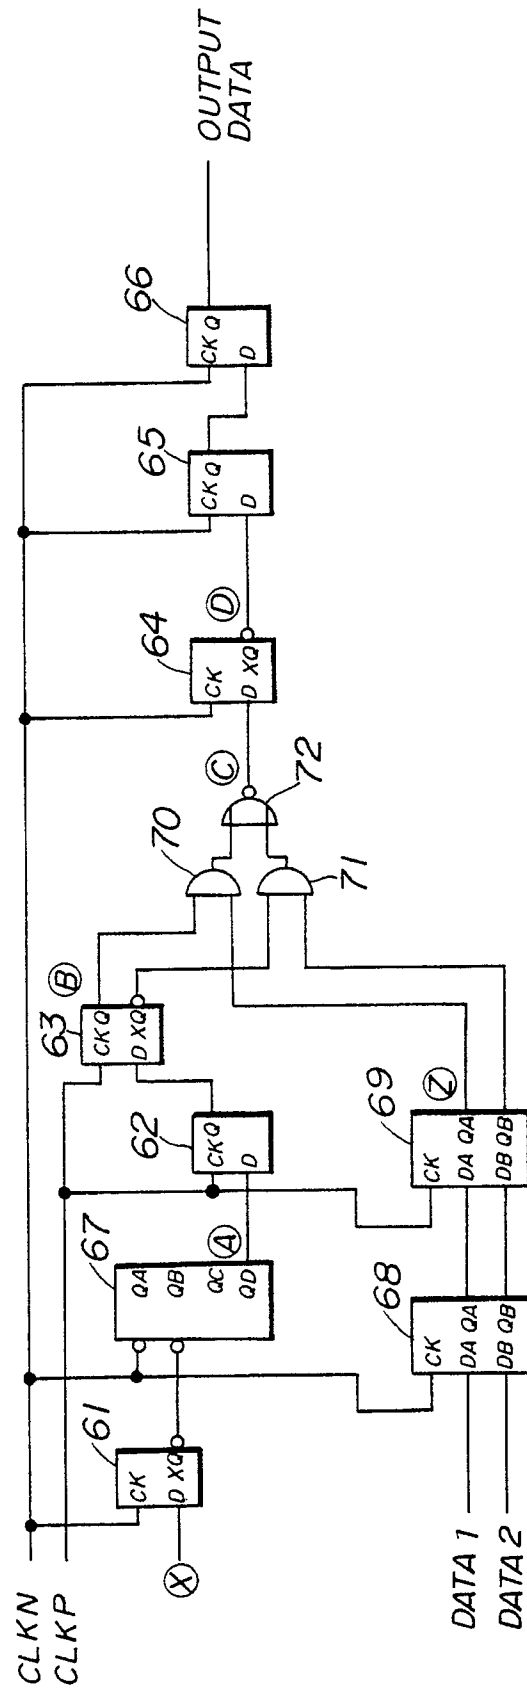 CLKN
CLKP
X
61
CK
D XQ
67
QA
QB
QC
QD
A
62
CK Q
D
63
CK Q
D XQ
B
70
71
72
C
64
CK
D XQ
D
65
CK Q
D
66
CK Q
D
OUTPUT
DATA
DATA 1
DATA 2
68
CK
DA QA
DB QB
69
CK
DA QA
DB QB
Z